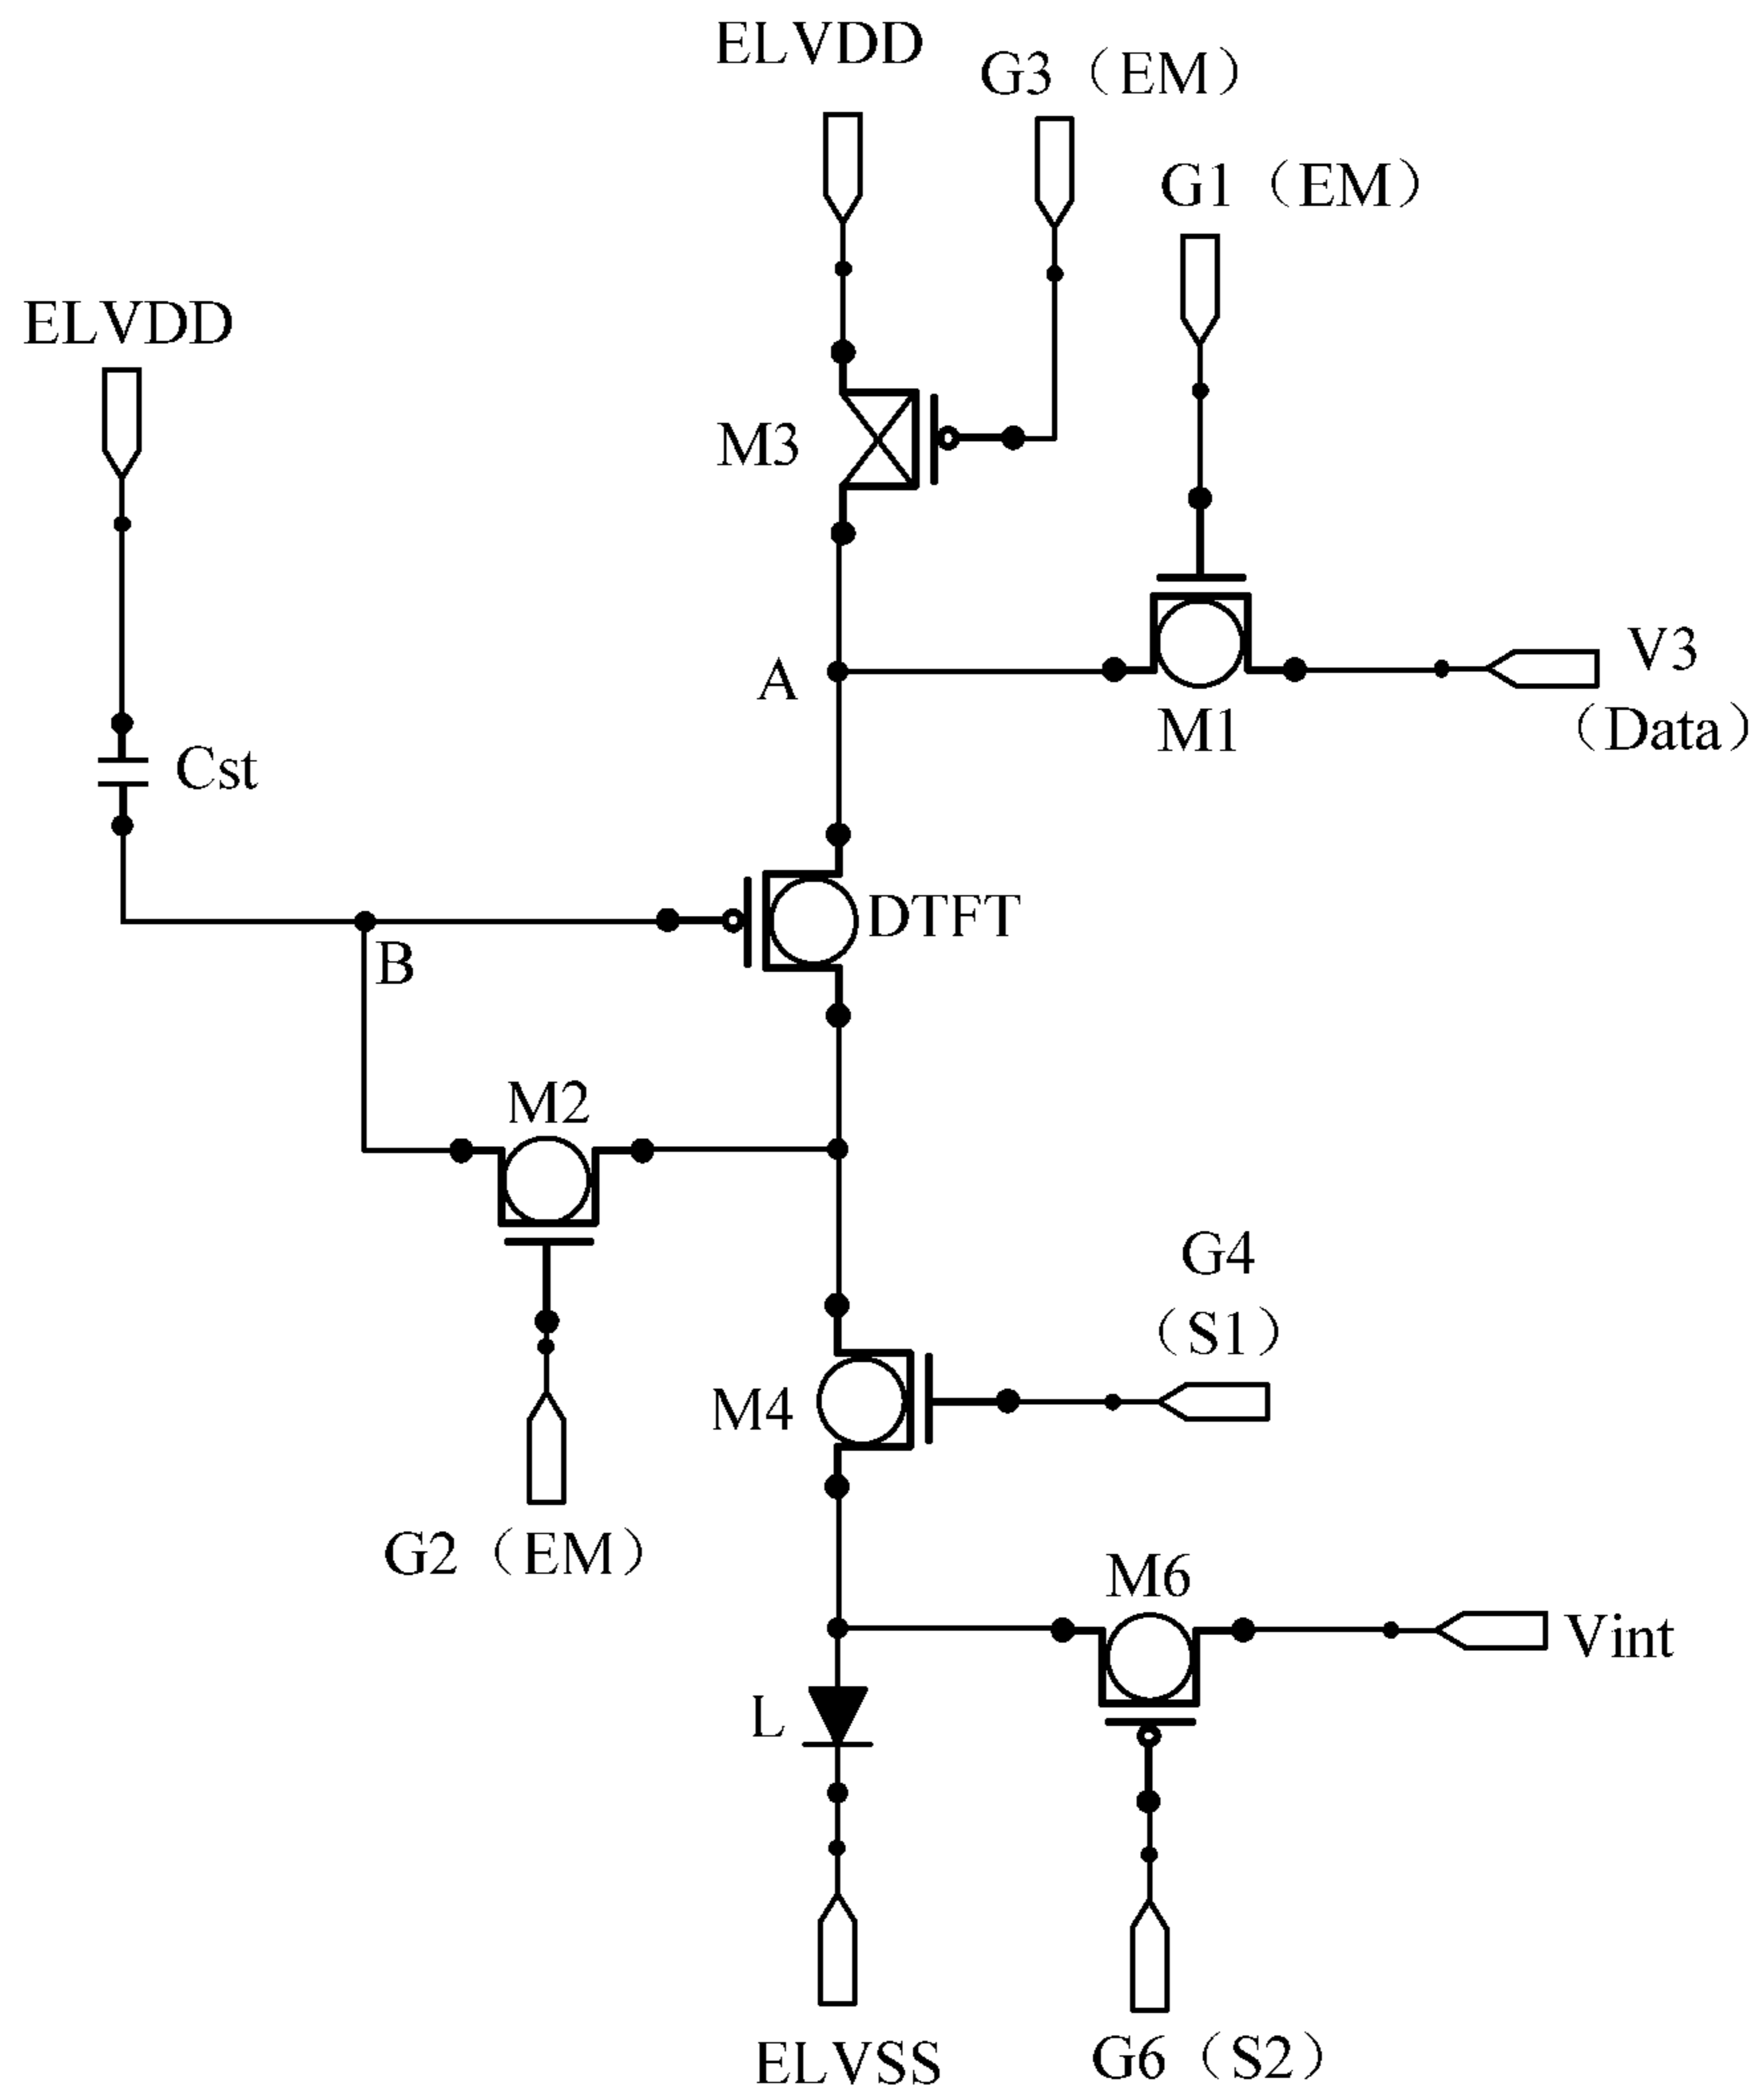 ELVDD
G3（EM）
G1（EM）
ELVDD
M3
V3
（Data）
A
M1
Cst
DTFT
B
M2
G4
（S1）
M4
G2（EM）
M6
Vint
L
ELVSS
G6（S2）